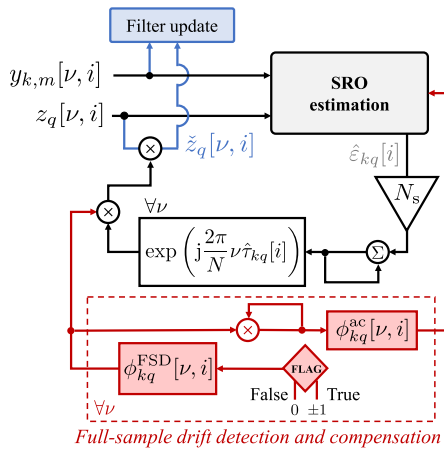 Filter update
y_{k,m}[ν, i]
SRO
estimation
z_q[ν, i]
ž_q[ν, i]
ε̂_{kq}[i]
×
N_s
×
∀ν
exp(j 2π/N ν τ̂_{kq}[i])
Σ
×
ϕ^{ac}_{kq}[ν, i]
ϕ^{FSD}_{kq}[ν, i]
FLAG
False
True
0
±1
∀ν
Full-sample drift detection and compensation